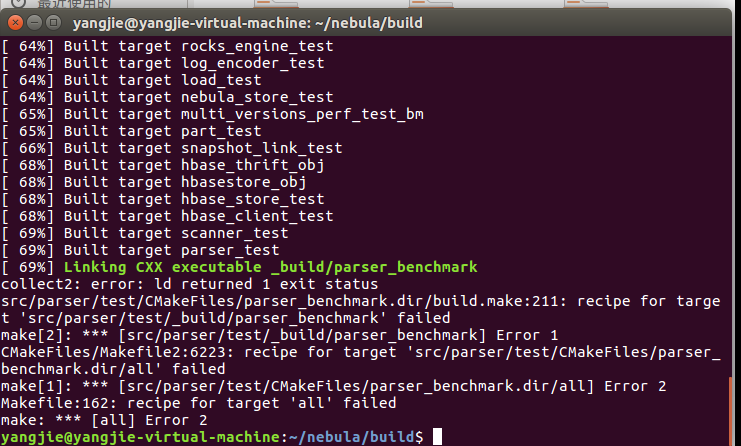 最近使用的
yangjie@yangjie-virtual-machine: ~/nebula/build
[ 64%] Built target rocks_engine_test
[ 64%] Built target log_encoder_test
[ 64%] Built target load_test
[ 64%] Built target nebula_store_test
[ 65%] Built target multi_versions_perf_test_bm
[ 65%] Built target part_test
[ 66%] Built target snapshot_link_test
[ 68%] Built target hbase_thrift_obj
[ 68%] Built target hbasestore_obj
[ 68%] Built target hbase_store_test
[ 68%] Built target hbase_client_test
[ 69%] Built target scanner_test
[ 69%] Built target parser_test
[ 69%] Linking CXX executable _build/parser_benchmark
collect2: error: ld returned 1 exit status
src/parser/test/CMakeFiles/parser_benchmark.dir/build.make:211: recipe for targe
t 'src/parser/test/_build/parser_benchmark' failed
make[2]: *** [src/parser/test/_build/parser_benchmark] Error 1
CMakeFiles/Makefile2:6223: recipe for target 'src/parser/test/CMakeFiles/parser_
benchmark.dir/all' failed
make[1]: *** [src/parser/test/CMakeFiles/parser_benchmark.dir/all] Error 2
Makefile:162: recipe for target 'all' failed
make: *** [all] Error 2
yangjie@yangjie-virtual-machine:~/nebula/build$